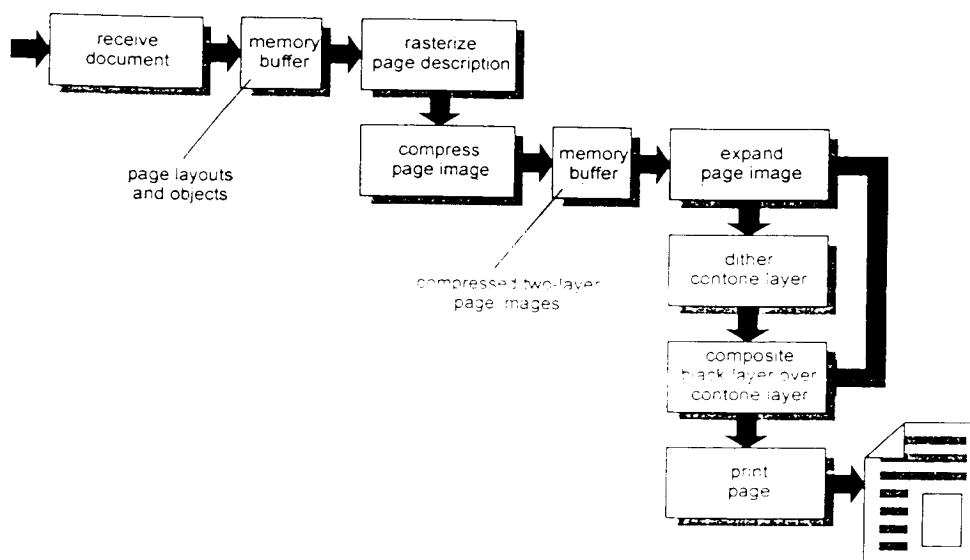 receive
document
memory
buffer
rasterize
page description
page layouts
and objects
compress
page image
memory
buffer
expand
page image
compressed two-layer
page images
dither
contone layer
composite
black layer over
contone layer
print
page